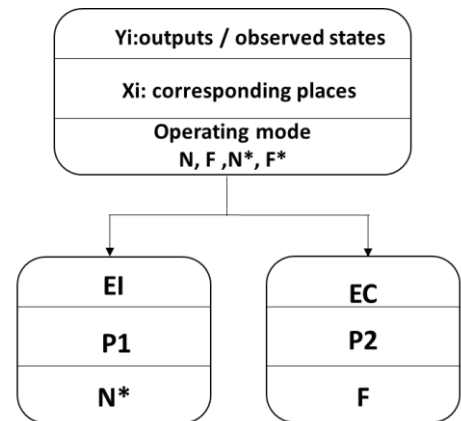 Yi:outputs / observed states
Xi: corresponding places
Operating mode
N, F ,N*, F*
EI
P1
N*
EC
P2
F